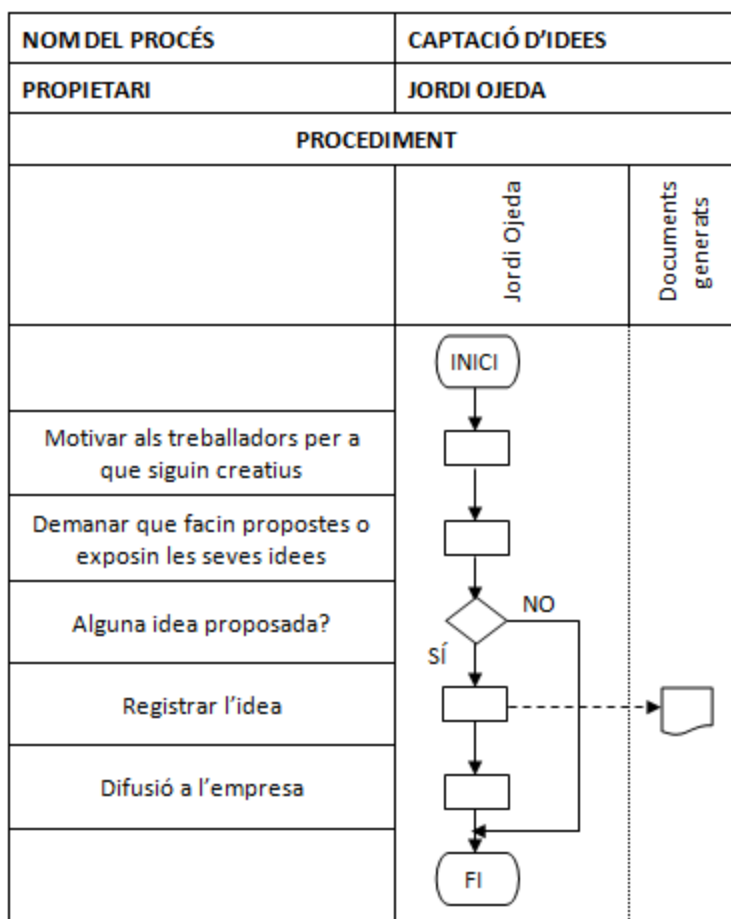 NOM DEL PROCÉS
CAPTACIÓ D'IDEES
PROPIETARI
JORDI OJEDA
PROCEDIMENT
Jordi Ojeda
Documents
generats
INICI
Motivar als treballadors per a
que siguin creatius
Demanar que facin propostes o
exposin les seves idees
Alguna idea proposada?
NO
SÍ
Registrar l'idea
Difusió a l'empresa
FI